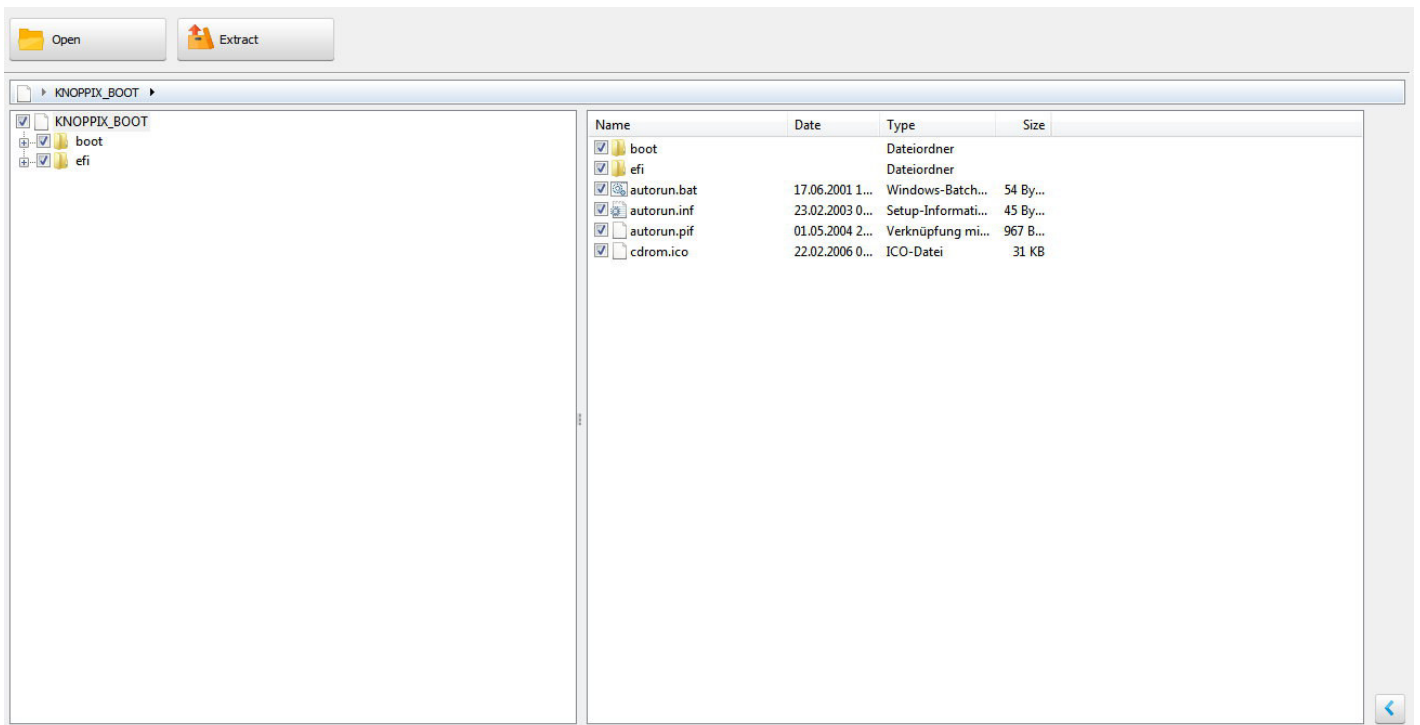 Open Extract
KNOPPIX_BOOT
KNOPPIX_BOOT
boot
efi
Name Date Type Size
boot Dateiordner
efi Dateiordner
autorun.bat 17.06.2001 1... Windows-Batch... 54 By...
autorun.inf 23.02.2003 0... Setup-Informati... 45 By...
autorun.pif 01.05.2004 2... Verknüpfung mi... 967 B...
cdrom.ico 22.02.2006 0... ICO-Datei 31 KB